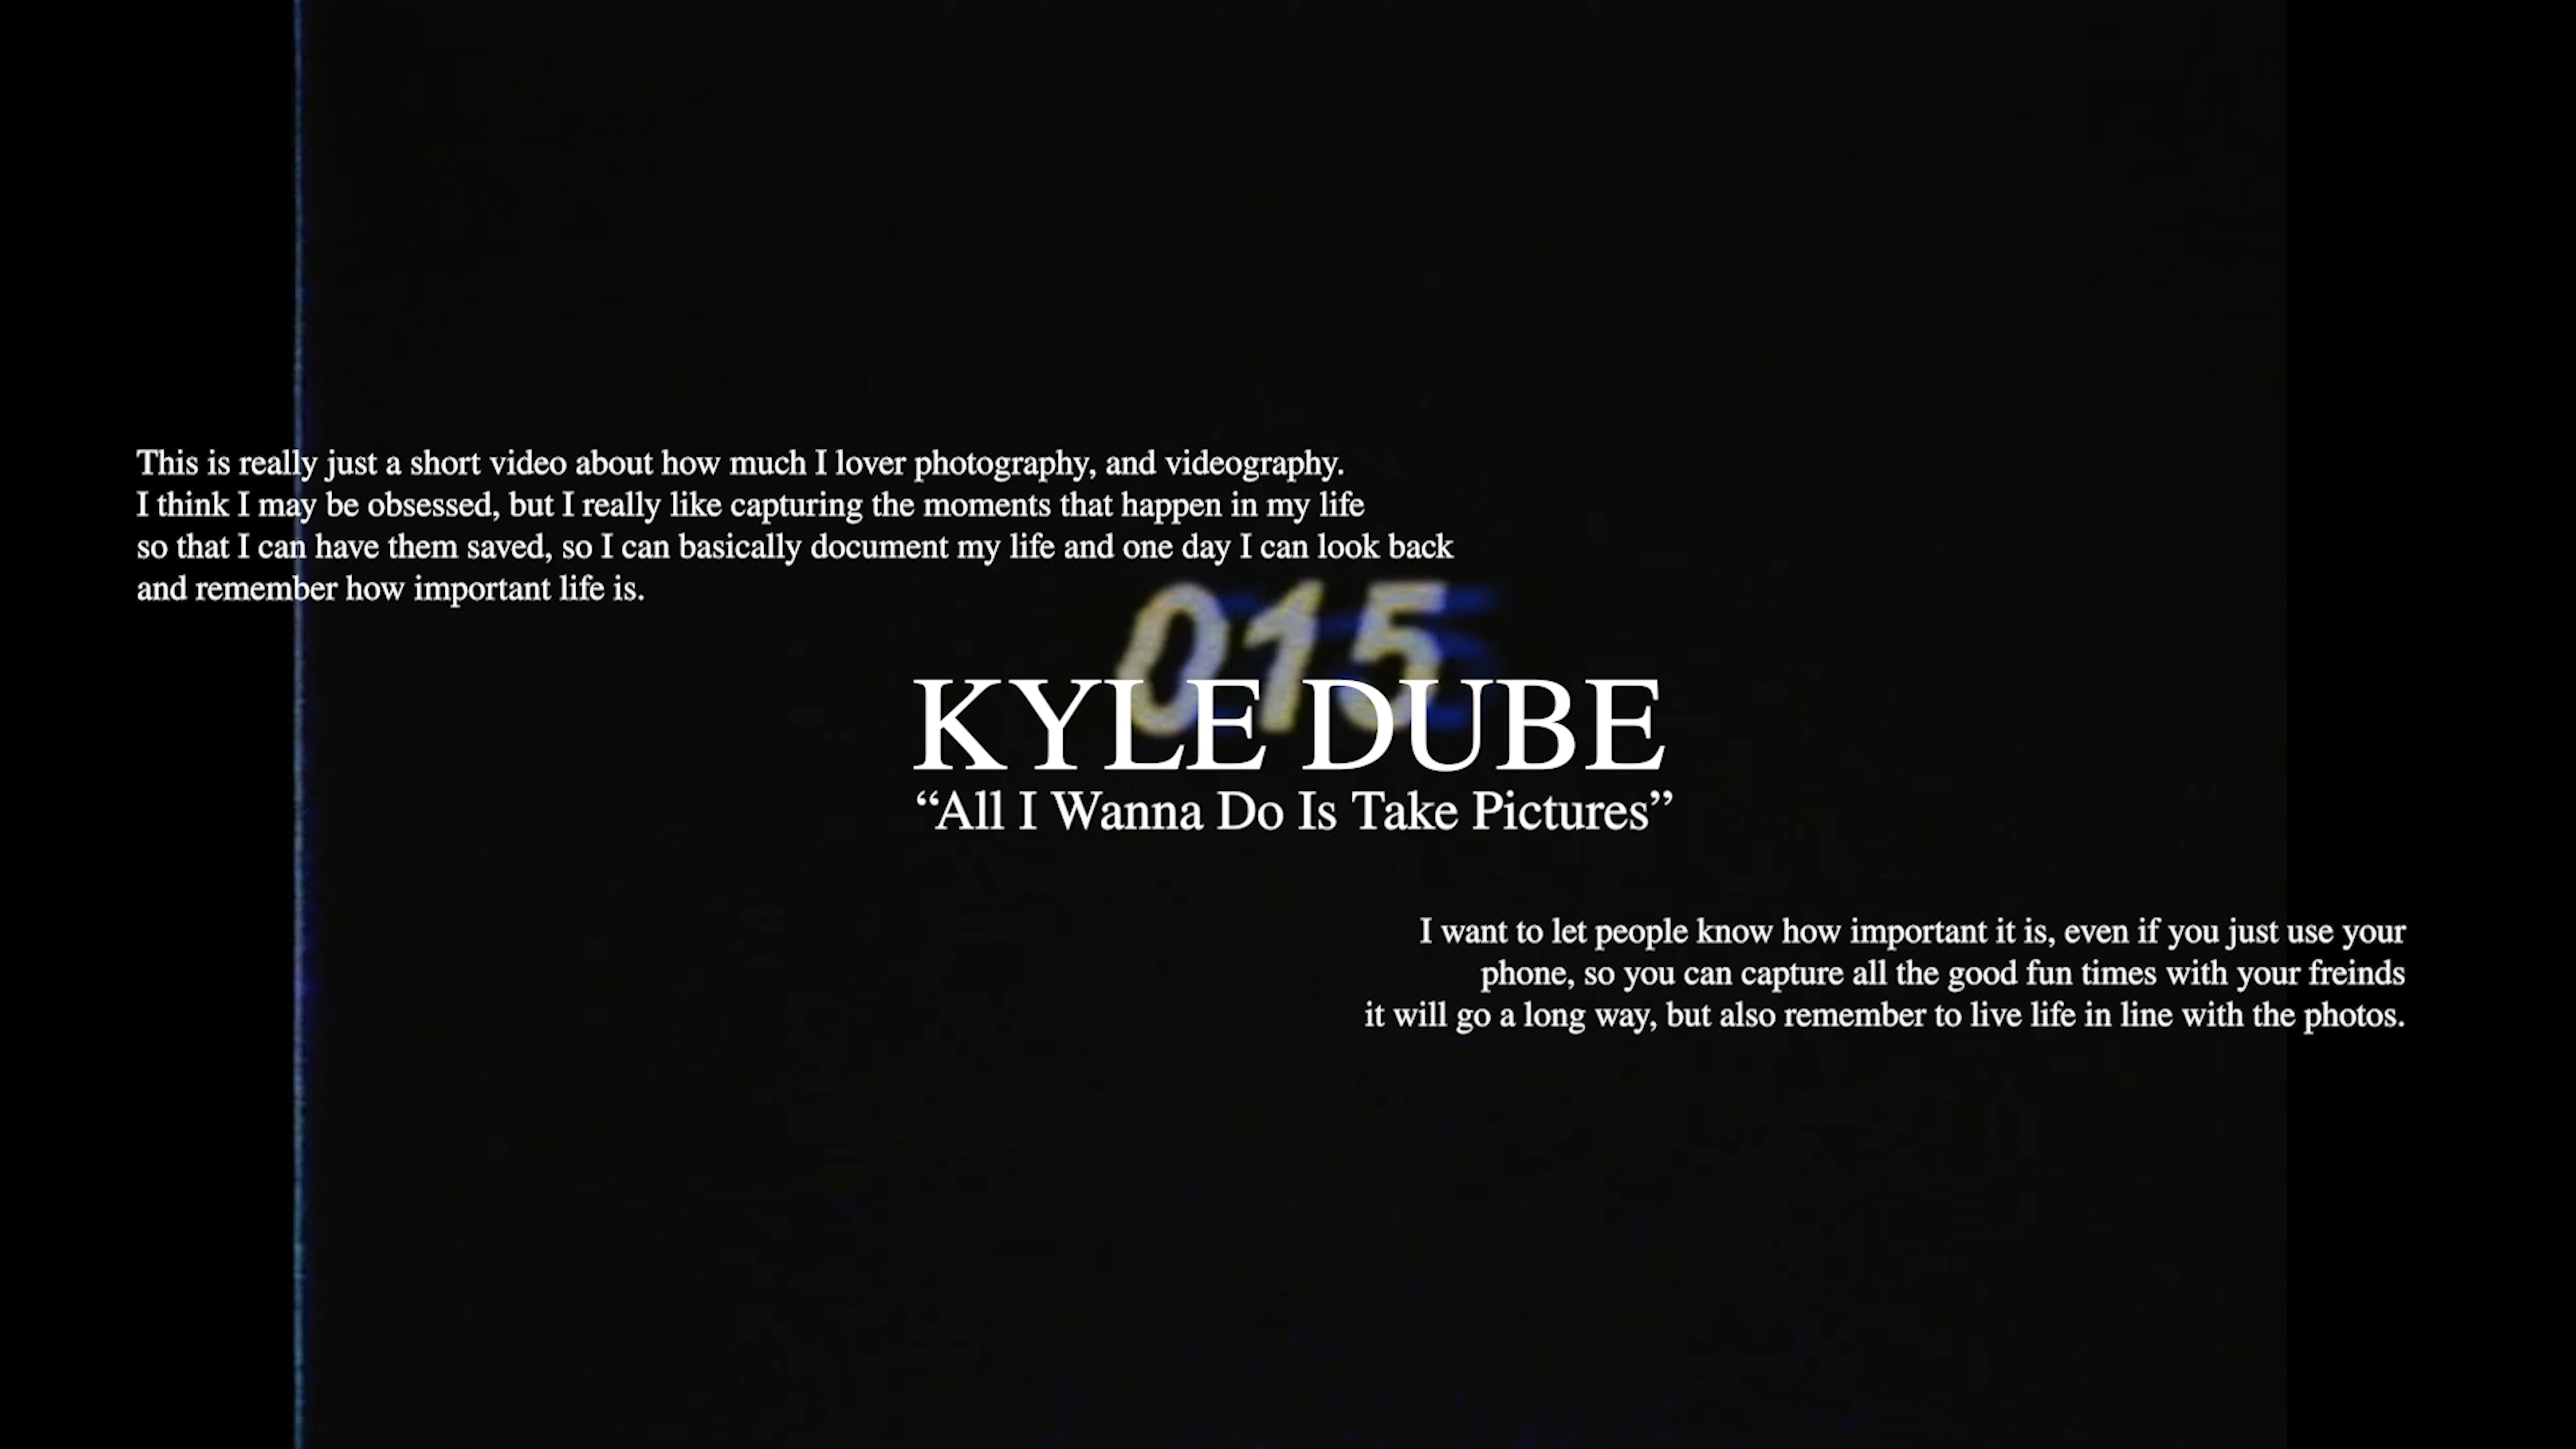 This is really just a short video about how much I lover photography, and videography.
I think I may be obsessed, but I really like capturing the moments that happen in my life
so that I can have them saved, so I can basically document my life and one day I can look back
and remember how important life is.
015
KYLE DUBE
“All I Wanna Do Is Take Pictures”
I want to let people know how important it is, even if you just use your
phone, so you can capture all the good fun times with your freinds
it will go a long way, but also remember to live life in line with the photos.